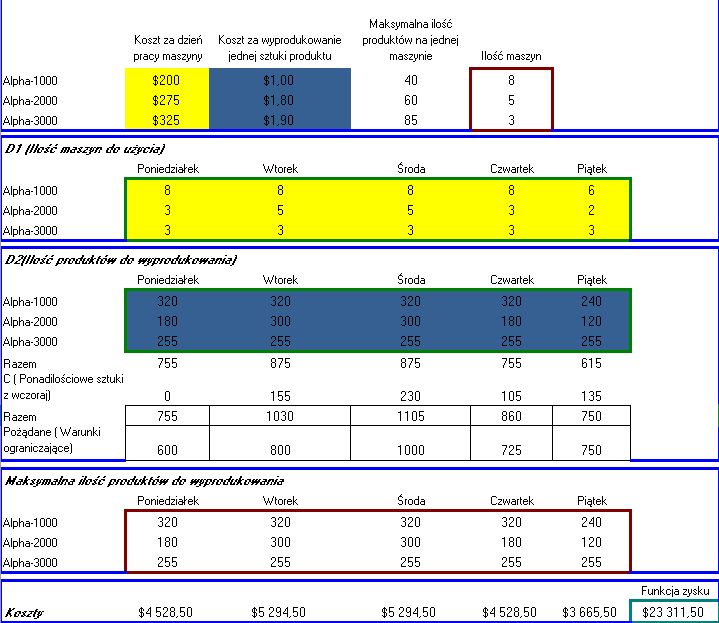 Koszt za dzień pracy maszyny Koszt za wyprodukowanie jednej sztuki produktu Maksymalna ilość produktów na jednej maszynie Ilość maszyn
Alpha-1000 $200 $1,00 40 8
Alpha-2000 $275 $1,80 60 5
Alpha-3000 $325 $1,90 85 3
D1 (Ilość maszyn do użycia)
Poniedziałek Wtorek Środa Czwartek Piątek
Alpha-1000 8 8 8 8 6
Alpha-2000 3 5 5 3 2
Alpha-3000 3 3 3 3 3
D2(Ilość produktów do wyprodukowania)
Poniedziałek Wtorek Środa Czwartek Piątek
Alpha-1000 320 320 320 320 240
Alpha-2000 180 300 300 180 120
Alpha-3000 255 255 255 255 255
Razem 755 875 875 755 615
C ( Ponadilościowe sztuki
z wczoraj) 0 155 230 105 135
Razem 755 1030 1105 860 750
Pożądane ( Warunki
ograniczające) 600 800 1000 725 750
Maksymalna ilość produktów do wyprodukowania
Poniedziałek Wtorek Środa Czwartek Piątek
Alpha-1000 320 320 320 320 240
Alpha-2000 180 300 300 180 120
Alpha-3000 255 255 255 255 255
Funkcja zysku
Koszty $4 528,50 $5 294,50 $5 294,50 $4 528,50 $3 665,50 $23 311,50